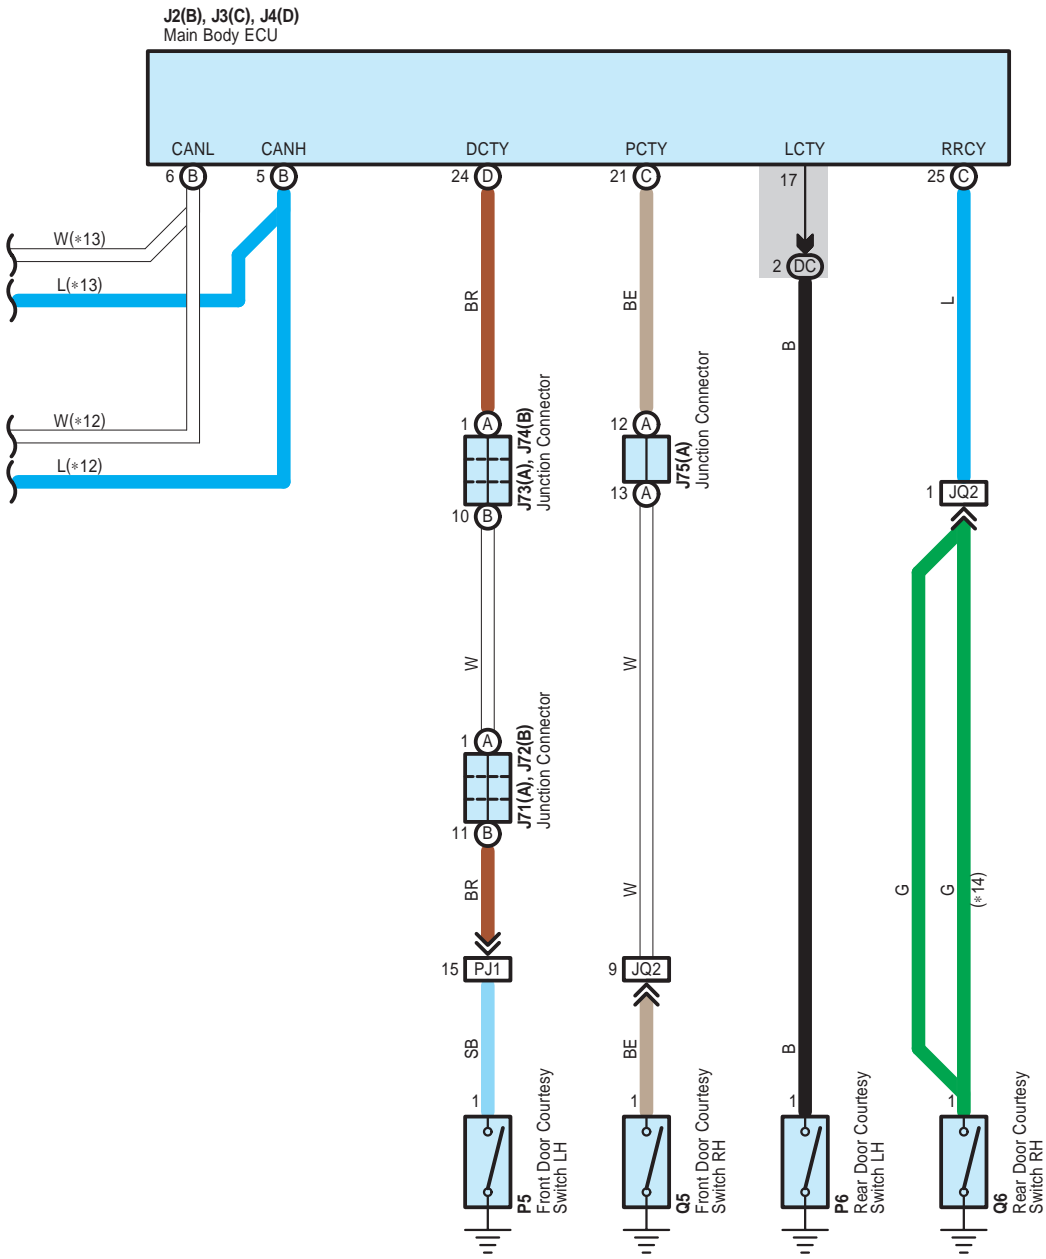 J2(B), J3(C), J4(D)
Main Body ECU
CANL CANH DCTY PCTY LCTY RRCY
6 B 5 B 24 D 21 C 17 25 C
W(∗13)
2 DC
L(∗13)
BR BE B L
W(∗12)
1 A 12 A
J73(A), J74(B)
Junction Connector
J75(A)
Junction Connector
L(∗12)
13 A
1 JQ2
10 B
W W
1 A
J71(A), J72(B)
Junction Connector
11 B
BR W G G
(∗14)
15 PJ1 9 JQ2
SB BE B
1 1 1 1
P5
Front Door Courtesy
Switch LH
Q5
Front Door Courtesy
Switch RH
P6
Rear Door Courtesy
Switch LH
Q6
Rear Door Courtesy
Switch RH